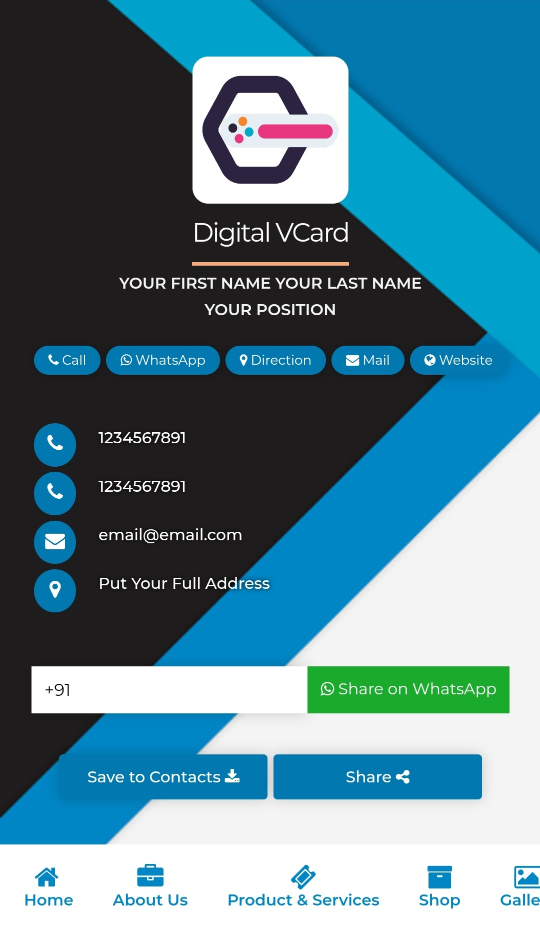 Digital VCard
YOUR FIRST NAME YOUR LAST NAME
YOUR POSITION
Call WhatsApp Direction Mail Website
1234567891
1234567891
email@email.com
Put Your Full Address
+91 Share on WhatsApp
Save to Contacts Share
Home About Us Product & Services Shop Galle